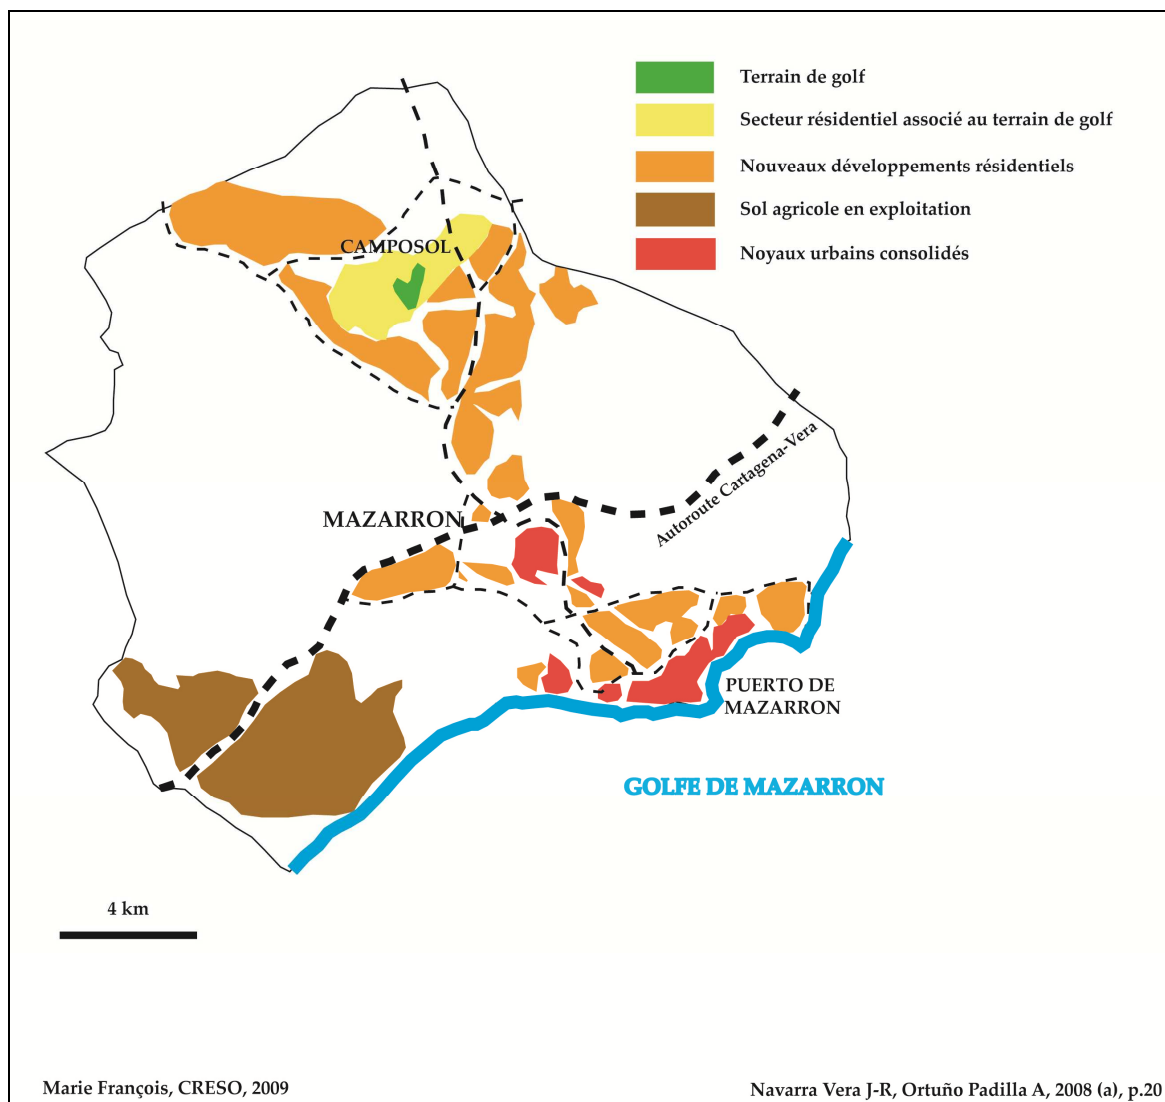 Terrain de golf
Secteur résidentiel associé au terrain de golf
Nouveaux développements résidentiels
Sol agricole en exploitation
Noyaux urbains consolidés
CAMPOSOL
MAZARRON
Autoroute Cartagena-Vera
PUERTO DE
MAZARRON
GOLFE DE MAZARRON
4 km
Marie François, CRESO, 2009
Navarra Vera J-R, Ortuño Padilla A, 2008 (a), p.20